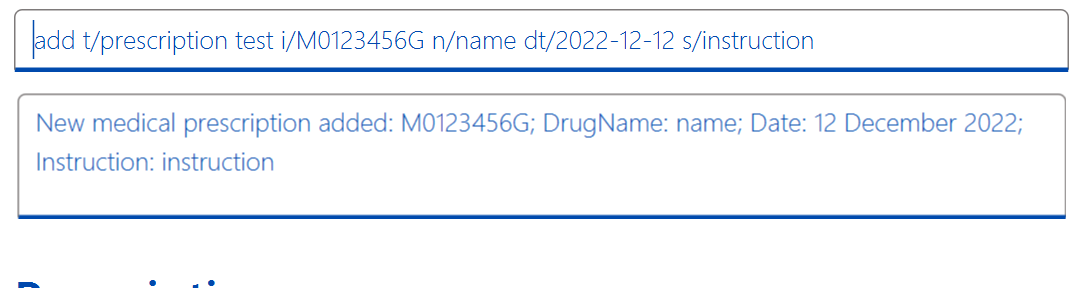 add t/prescription test i/M0123456G n/name dt/2022-12-12 s/instruction
New medical prescription added: M0123456G; DrugName: name; Date: 12 December 2022;
Instruction: instruction